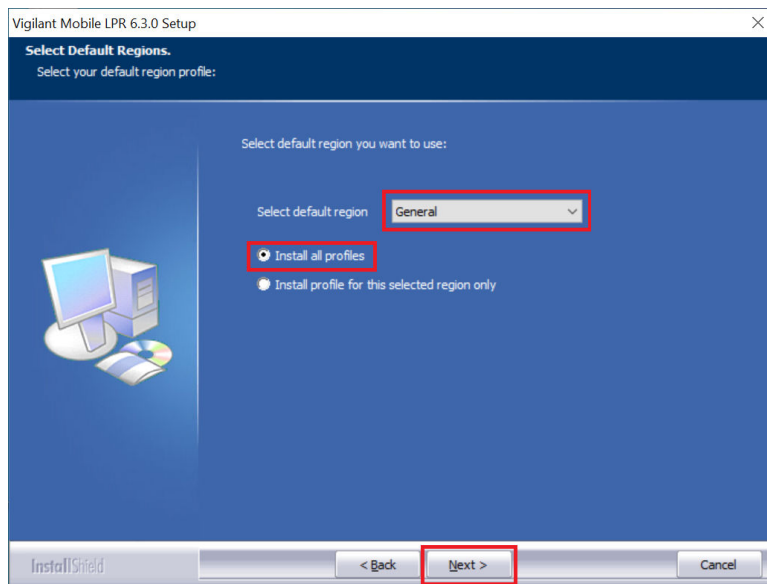 Vigilant Mobile LPR 6.3.0 Setup
Select Default Regions.
Select your default region profile:
Select default region you want to use:
Select default region General
Install all profiles
Install profile for this selected region only
InstallShield
< Back Next > Cancel